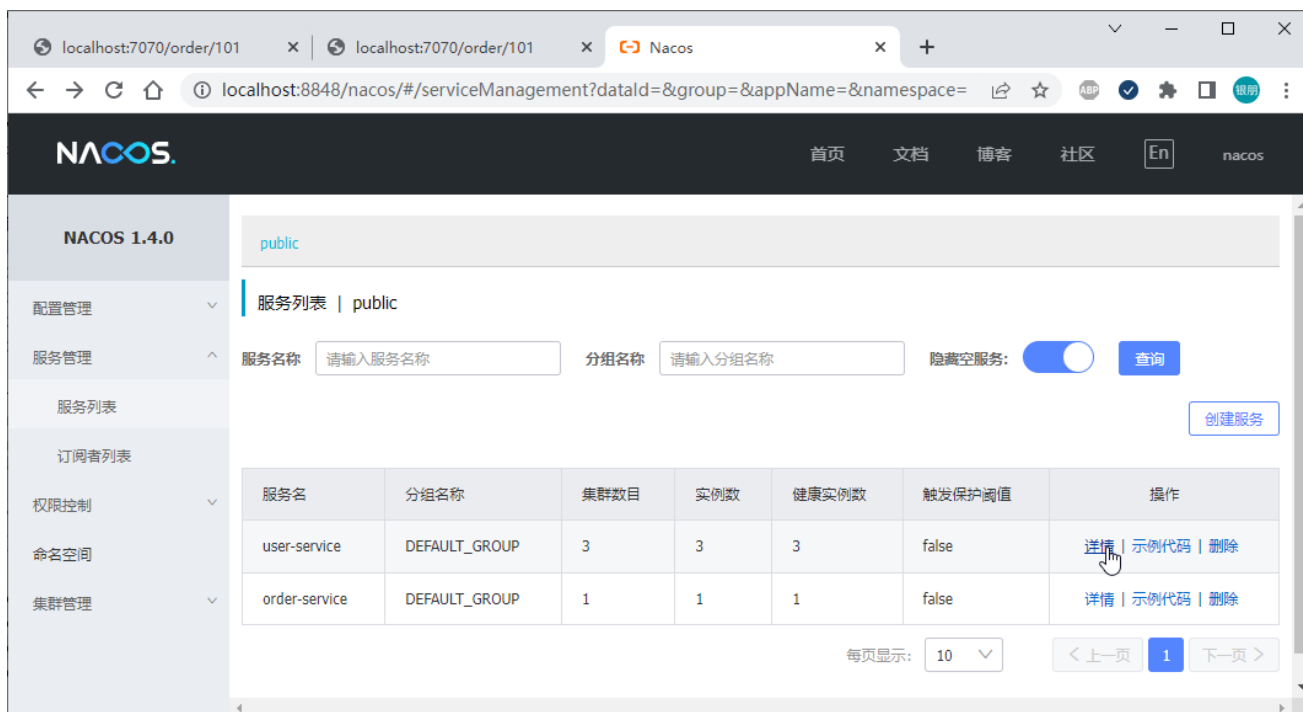 localhost:7070/order/101
localhost:7070/order/101
Nacos
localhost:8848/nacos/#/serviceManagement?dataId=&group=&appName=&namespace=
ABP
银朋
NACOS.
首页 文档 博客 社区 En nacos
NACOS 1.4.0
配置管理
服务管理
服务列表
订阅者列表
权限控制
命名空间
集群管理
public
服务列表 | public
服务名称 请输入服务名称 分组名称 请输入分组名称 隐藏空服务: 查询
创建服务
服务名 分组名称 集群数目 实例数 健康实例数 触发保护阈值 操作
user-service DEFAULT_GROUP 3 3 3 false 详情 | 示例代码 | 删除
order-service DEFAULT_GROUP 1 1 1 false 详情 | 示例代码 | 删除
每页显示: 10 上一页 1 下一页